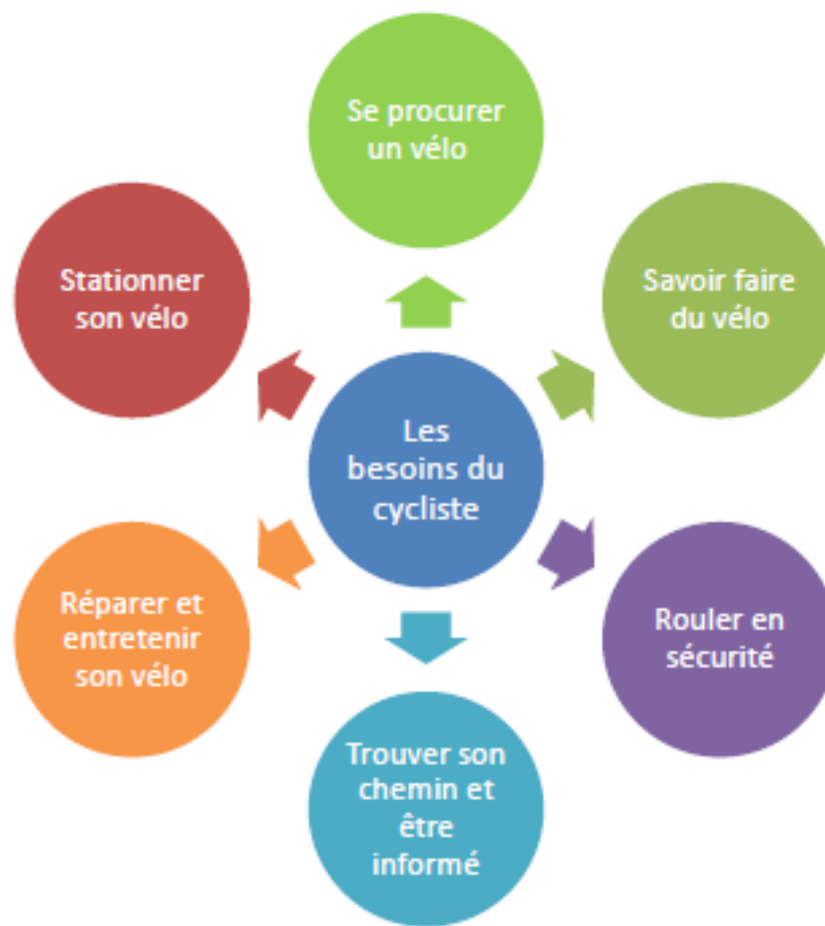 Se procurer
un vélo
Stationner
son vélo
Savoir faire
du vélo
Les
besoins du
cycliste
Réparer et
entretenir
son vélo
Rouler en
sécurité
Trouver son
chemin et
être
informé